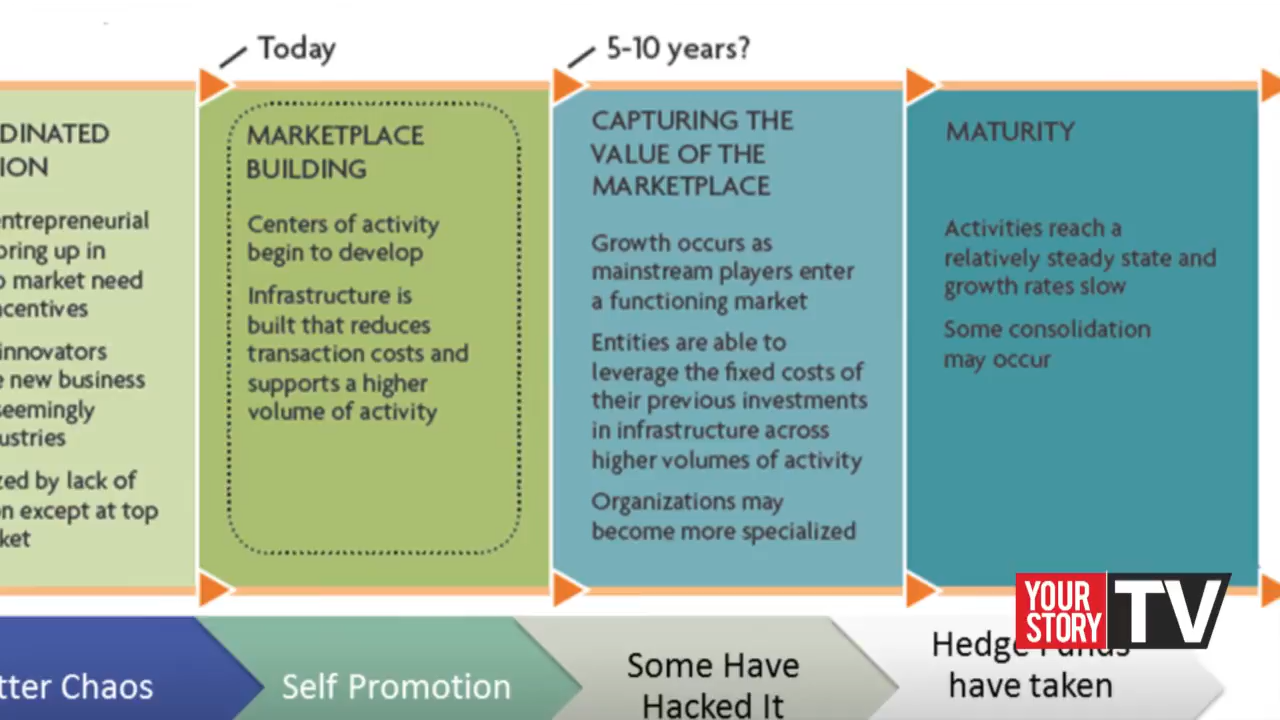 Today
5-10 years?
DINATED
ION
entrepreneurial
oring up in
o market need
centives
innovators
e new business
seemingly
ustries
zed by lack of
n except at top
ket
MARKETPLACE
BUILDING
Centers of activity
begin to develop
Infrastructure is
built that reduces
transaction costs and
supports a higher
volume of activity
CAPTURING THE
VALUE OF THE
MARKETPLACE
Growth occurs as
mainstream players enter
a functioning market
Entities are able to
leverage the fixed costs of
their previous investments
in infrastructure across
higher volumes of activity
Organizations may
become more specialized
MATURITY
Activities reach a
relatively steady state and
growth rates slow
Some consolidation
may occur
tter Chaos
Self Promotion
Some Have
Hacked It
Hedge Funds
have taken
YOUR
STORY
TV